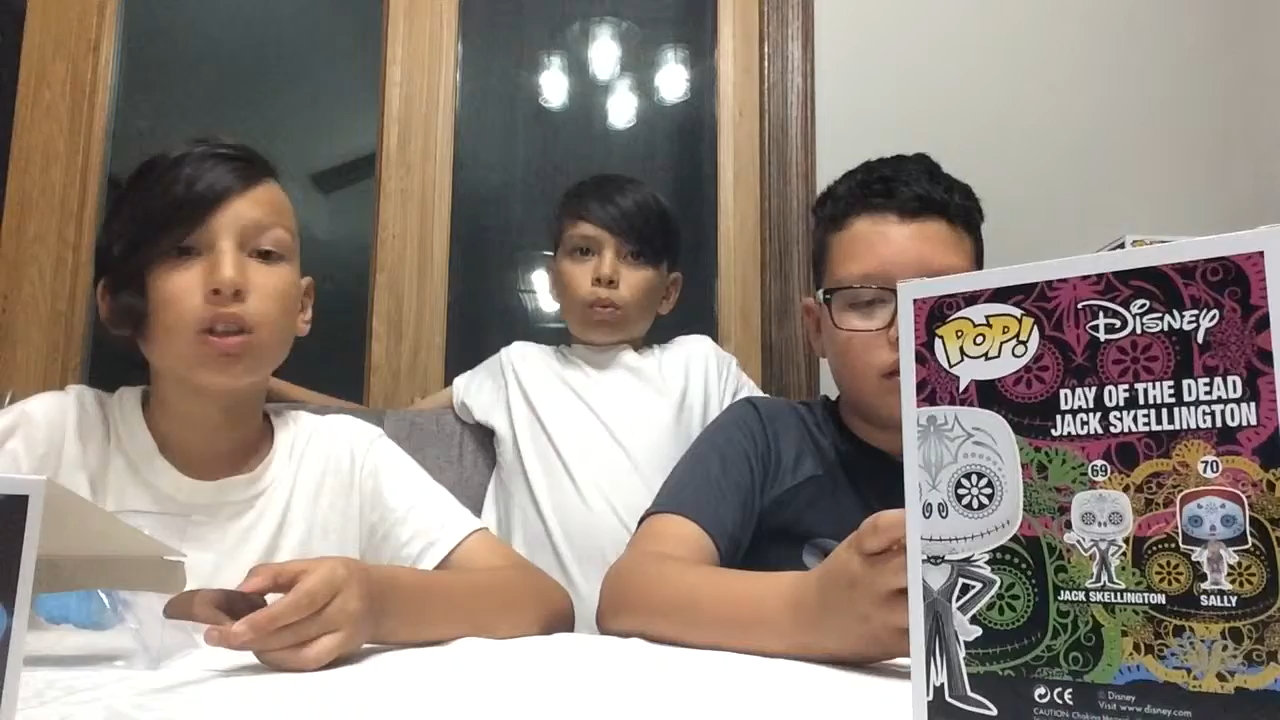 POP!
Disney
DAY OF THE DEAD
JACK SKELLINGTON
69
70
JACK SKELLINGTON
SALLY
CE
© Disney
Visit www.disney.com
CAUTION: Choking